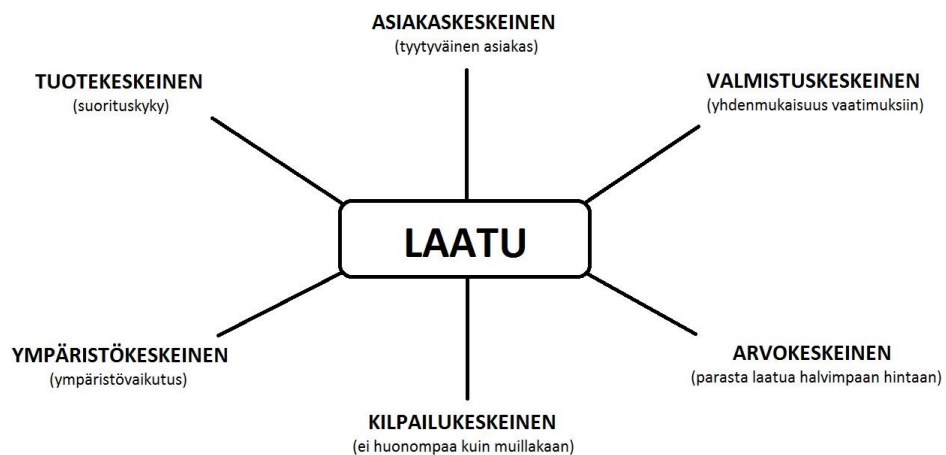 ASIAKASKESKEINEN
(tyytyväinen asiakas)
TUOTEKESKEINEN
(suorituskyky)
VALMISTUSKESKEINEN
(yhdenmukaisuus vaatimuksiin)
LAATU
YMPÄRISTÖKESKEINEN
(ympäristövaikutus)
ARVOKESKEINEN
(parasta laatua halvimpaan hintaan)
KILPAILUKESKEINEN
(ei huonompaa kuin muillakaan)